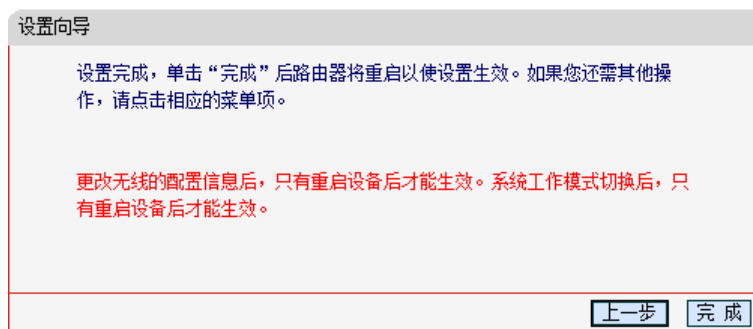 设置向导
设置完成，单击“完成”后路由器将重启以使设置生效。如果您还需其他操
作，请点击相应的菜单项。
更改无线的配置信息后，只有重启设备后才能生效。系统工作模式切换后，只
有重启设备后才能生效。
上一步 完 成